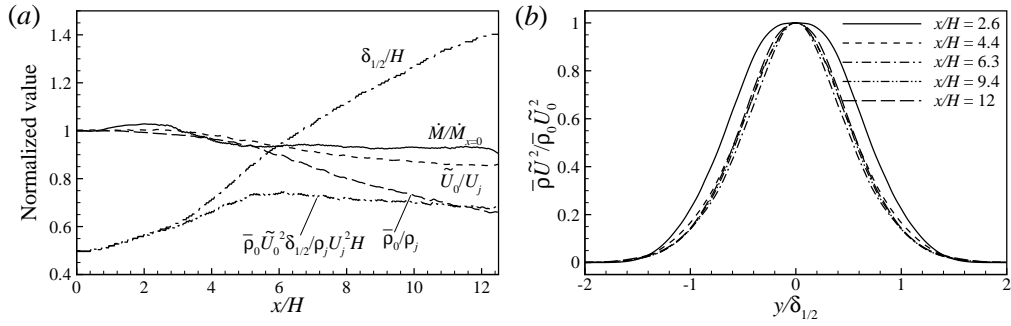 (a)
Normalized value
1.4
1.2
1
0.8
0.6
0.4
δ₁/₂/H
Ṁ/Ṁₓ₌₀
Ũ₀/Uⱼ
ρ̅₀Ũ₀²δ₁/₂/ρⱼUⱼ²H
ρ̅₀/ρⱼ
0 2 4 6 8 10 12
x/H
(b)
ρ̅Ũ²/ρ̅₀Ũ₀²
1
0.8
0.6
0.4
0.2
0
x/H = 2.6
x/H = 4.4
x/H = 6.3
x/H = 9.4
x/H = 12
-2 -1 0 1 2
y/δ₁/₂